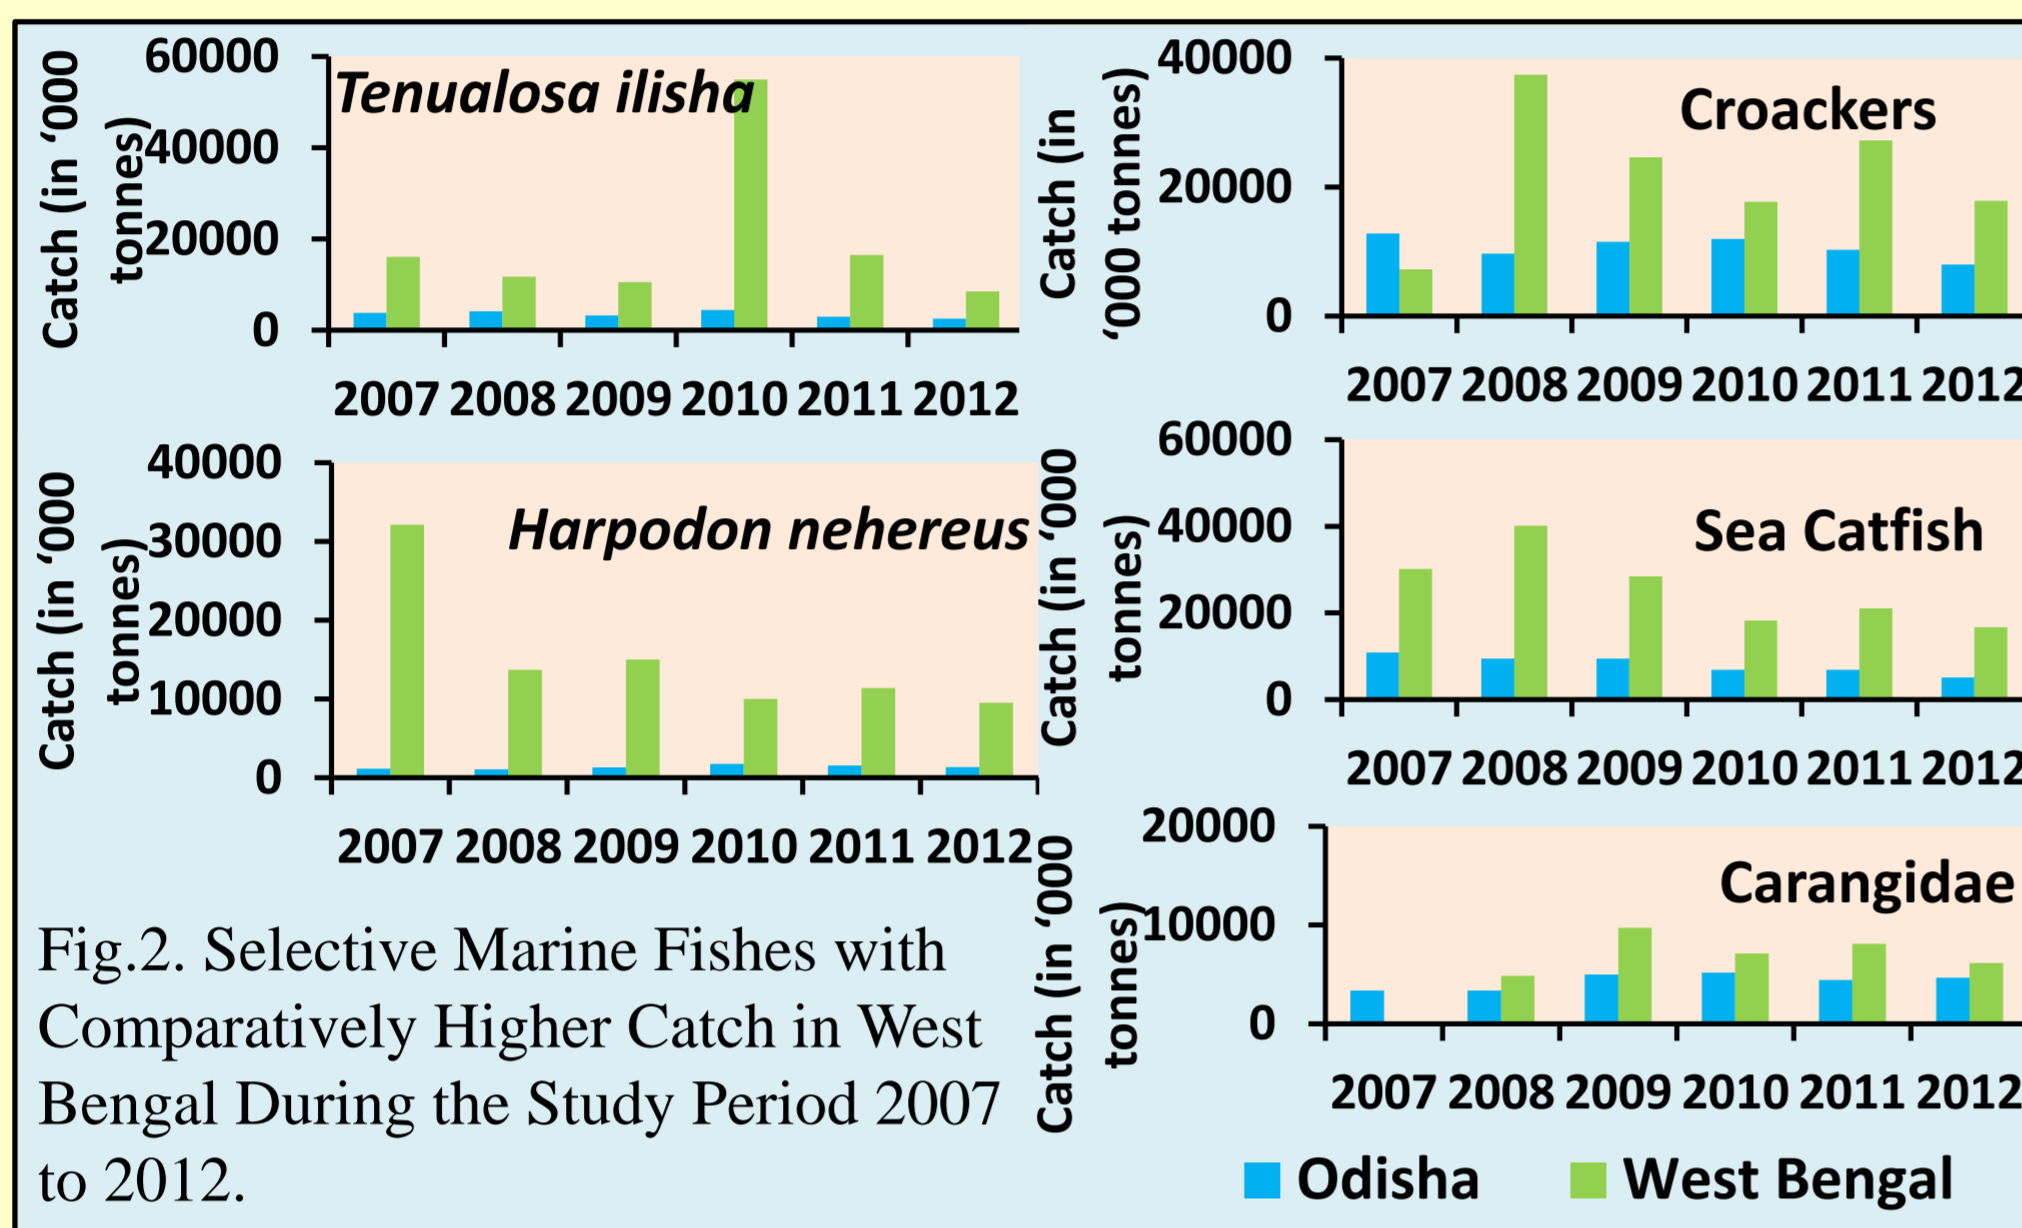 Catch (in ‘000
tonnes)
60000
40000
20000
0
Tenualosa ilisha
2007 2008 2009 2010 2011 2012
Catch (in
‘000 tonnes)
40000
20000
0
Croackers
2007 2008 2009 2010 2011 2012
Catch (in ‘000
tonnes)
40000
30000
20000
10000
0
Harpodon nehereus
2007 2008 2009 2010 2011 2012
Catch (in ‘000
tonnes)
60000
40000
20000
0
Sea Catfish
2007 2008 2009 2010 2011 2012
Catch (in ‘000
tonnes)
20000
10000
0
Carangidae
2007 2008 2009 2010 2011 2012
Odisha West Bengal
Fig.2. Selective Marine Fishes with
Comparatively Higher Catch in West
Bengal During the Study Period 2007
to 2012.